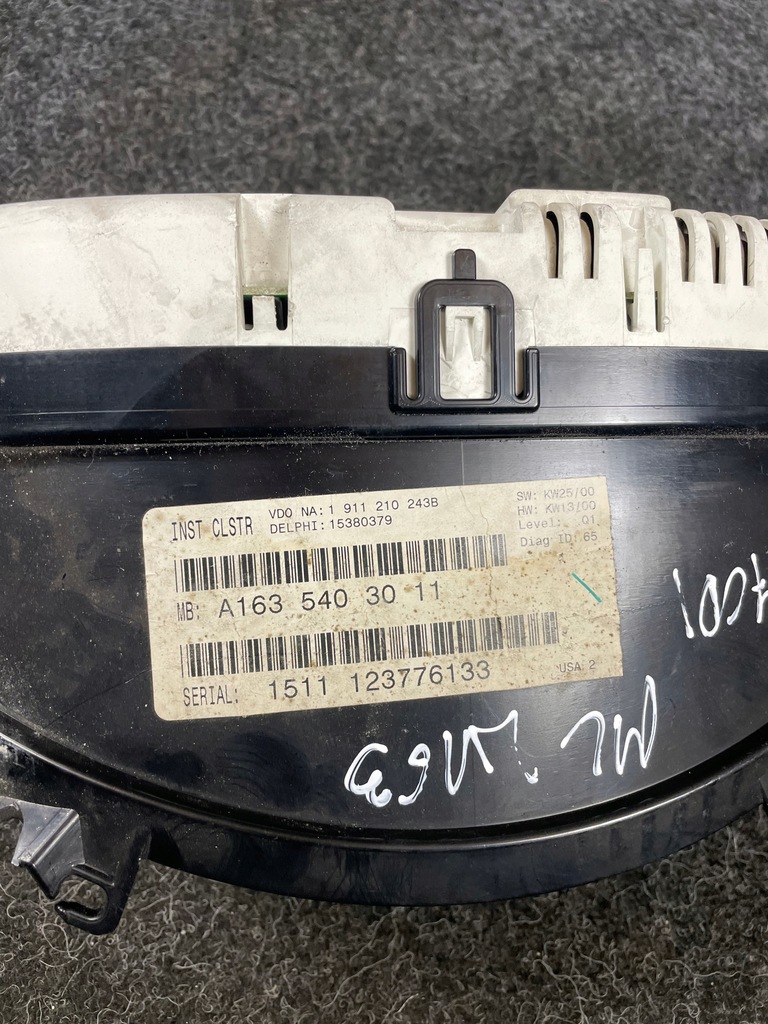 INST CLSTR
VDO NA: 1 911 210 243B
DELPHI: 15380379
SW: KW25/00
HW: KW13/00
Level: 01
Diag ID: 65
MB: A163 540 30 11
SERIAL: 1511 123776133
USA 2
ML W163